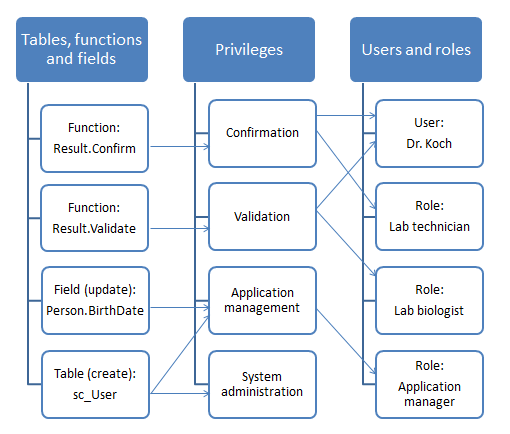 Tables, functions
and fields
Privileges
Users and roles
Function:
Result.Confirm
Confirmation
User:
Dr. Koch
Function:
Result.Validate
Validation
Role:
Lab technician
Field (update):
Person.BirthDate
Application
management
Role:
Lab biologist
Table (create):
sc_User
System
administration
Role:
Application
manager